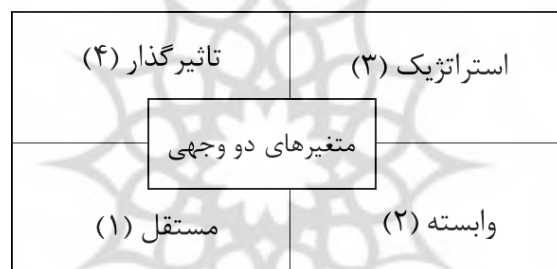 استراتژیک (۳)
تاثیرگذار (۴)
متغیرهای دو وجهی
وابسته (۲)
مستقل (۱)